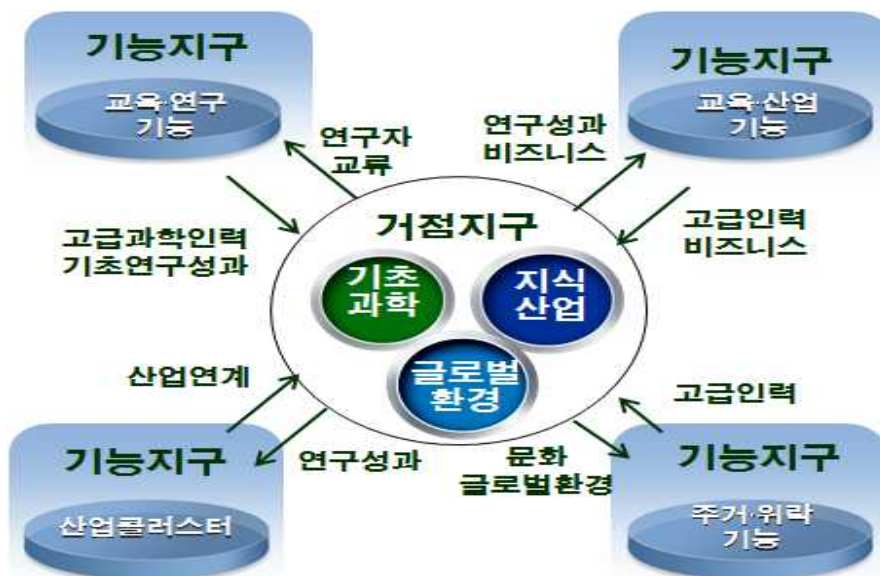 기능지구
교육·연구
기능
기능지구
교육·산업
기능
연구자
교류
연구성과
비즈니스
고급과학인력
기초연구성과
거점지구
고급인력
비즈니스
기초
과학
지식
산업
글로벌
환경
산업연계
고급인력
연구성과
문화
글로벌환경
기능지구
산업클러스터
기능지구
주거·위락
기능